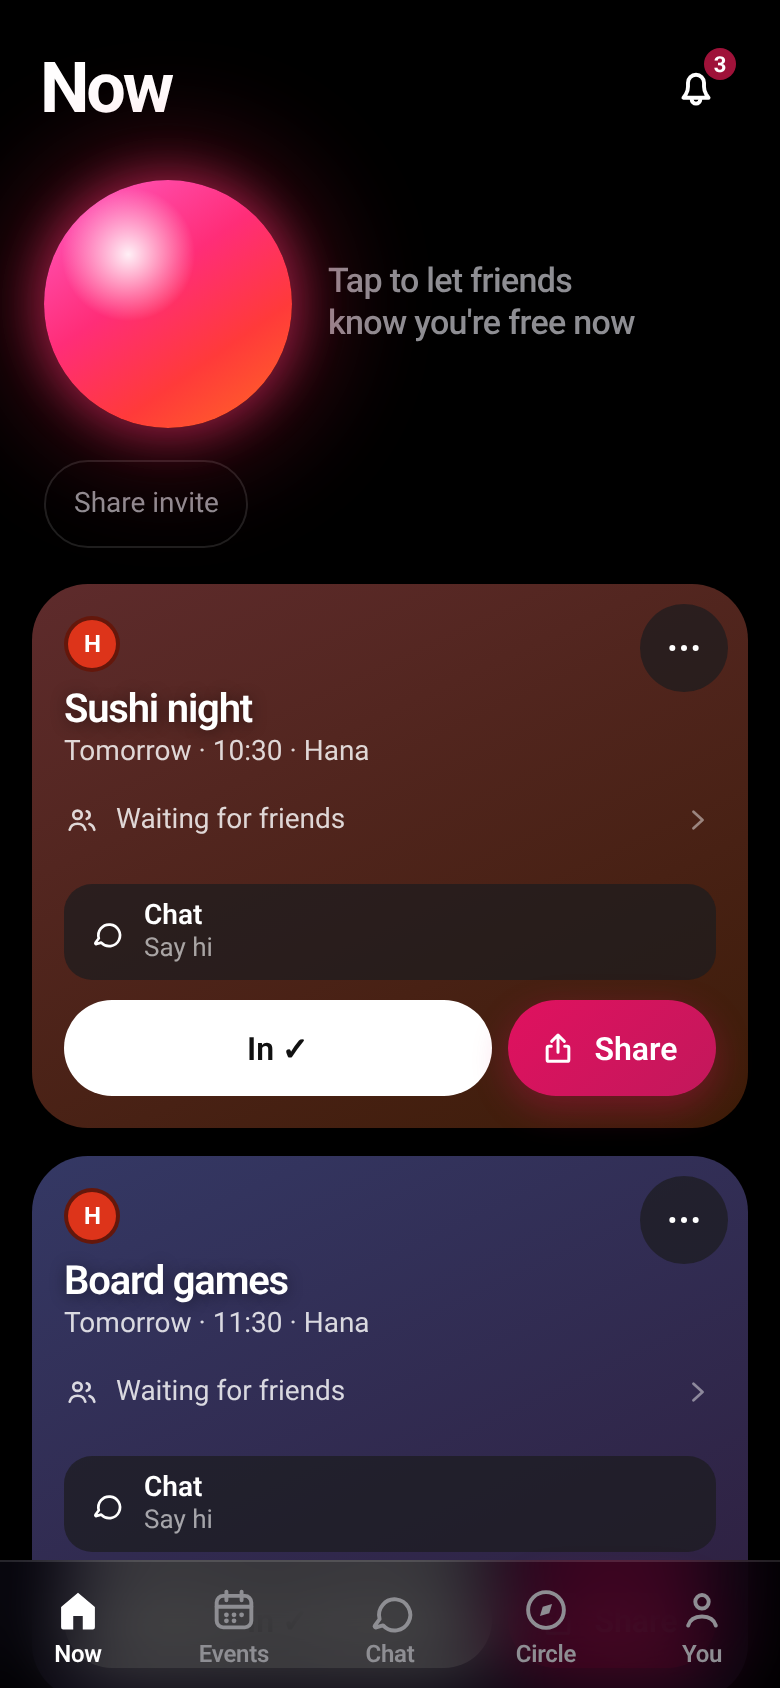 Now
3
Tap to let friends
know you're free now
Share invite
H
Sushi night
Tomorrow · 10:30 · Hana
Waiting for friends
Chat
Say hi
In ✓
Share
H
Board games
Tomorrow · 11:30 · Hana
Waiting for friends
Chat
Say hi
Now
Events
Chat
Circle
You